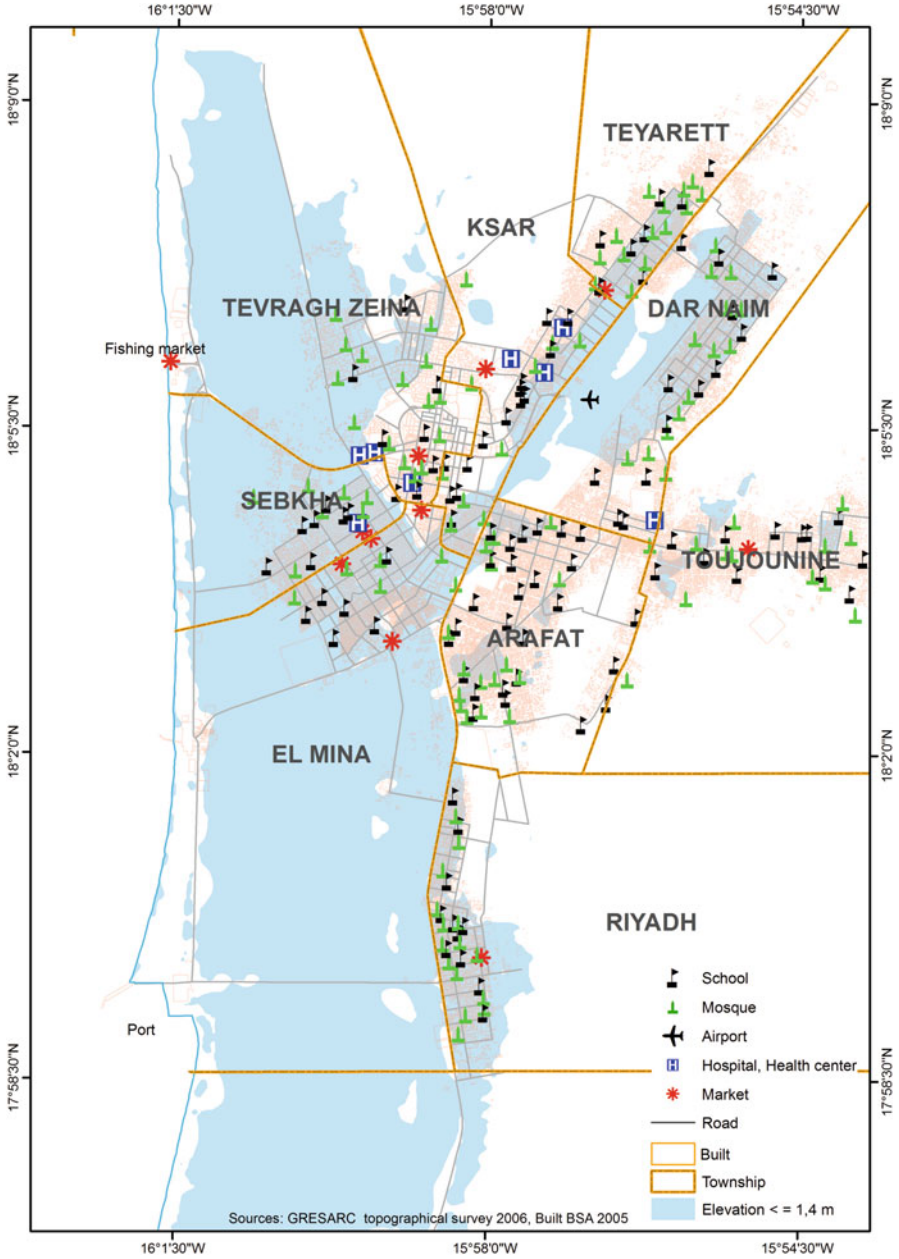 16°1'30"W 15°58'0"W 15°54'30"W
18°9'0"N 18°9'0"N
TEYARETT
KSAR
TEVRAGH ZEINA
DAR NAIM
Fishing market
18°5'30"N 18°5'30"N
SEBKHA
TOUJOUNINE
ARAFAT
EL MINA
18°2'0"N 18°2'0"N
RIYADH
School
Mosque
Port
Airport
H Hospital, Health center
Market
Road
Built
Township
Elevation < = 1,4 m
17°58'30"N 17°58'30"N
Sources: GRESARC topographical survey 2006, Built BSA 2005
16°1'30"W 15°58'0"W 15°54'30"W